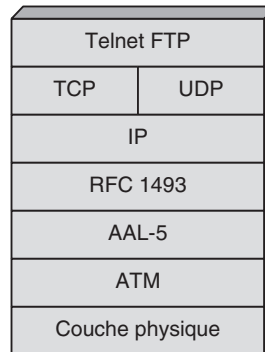 Telnet FTP
TCP UDP
IP
RFC 1493
AAL-5
ATM
Couche physique